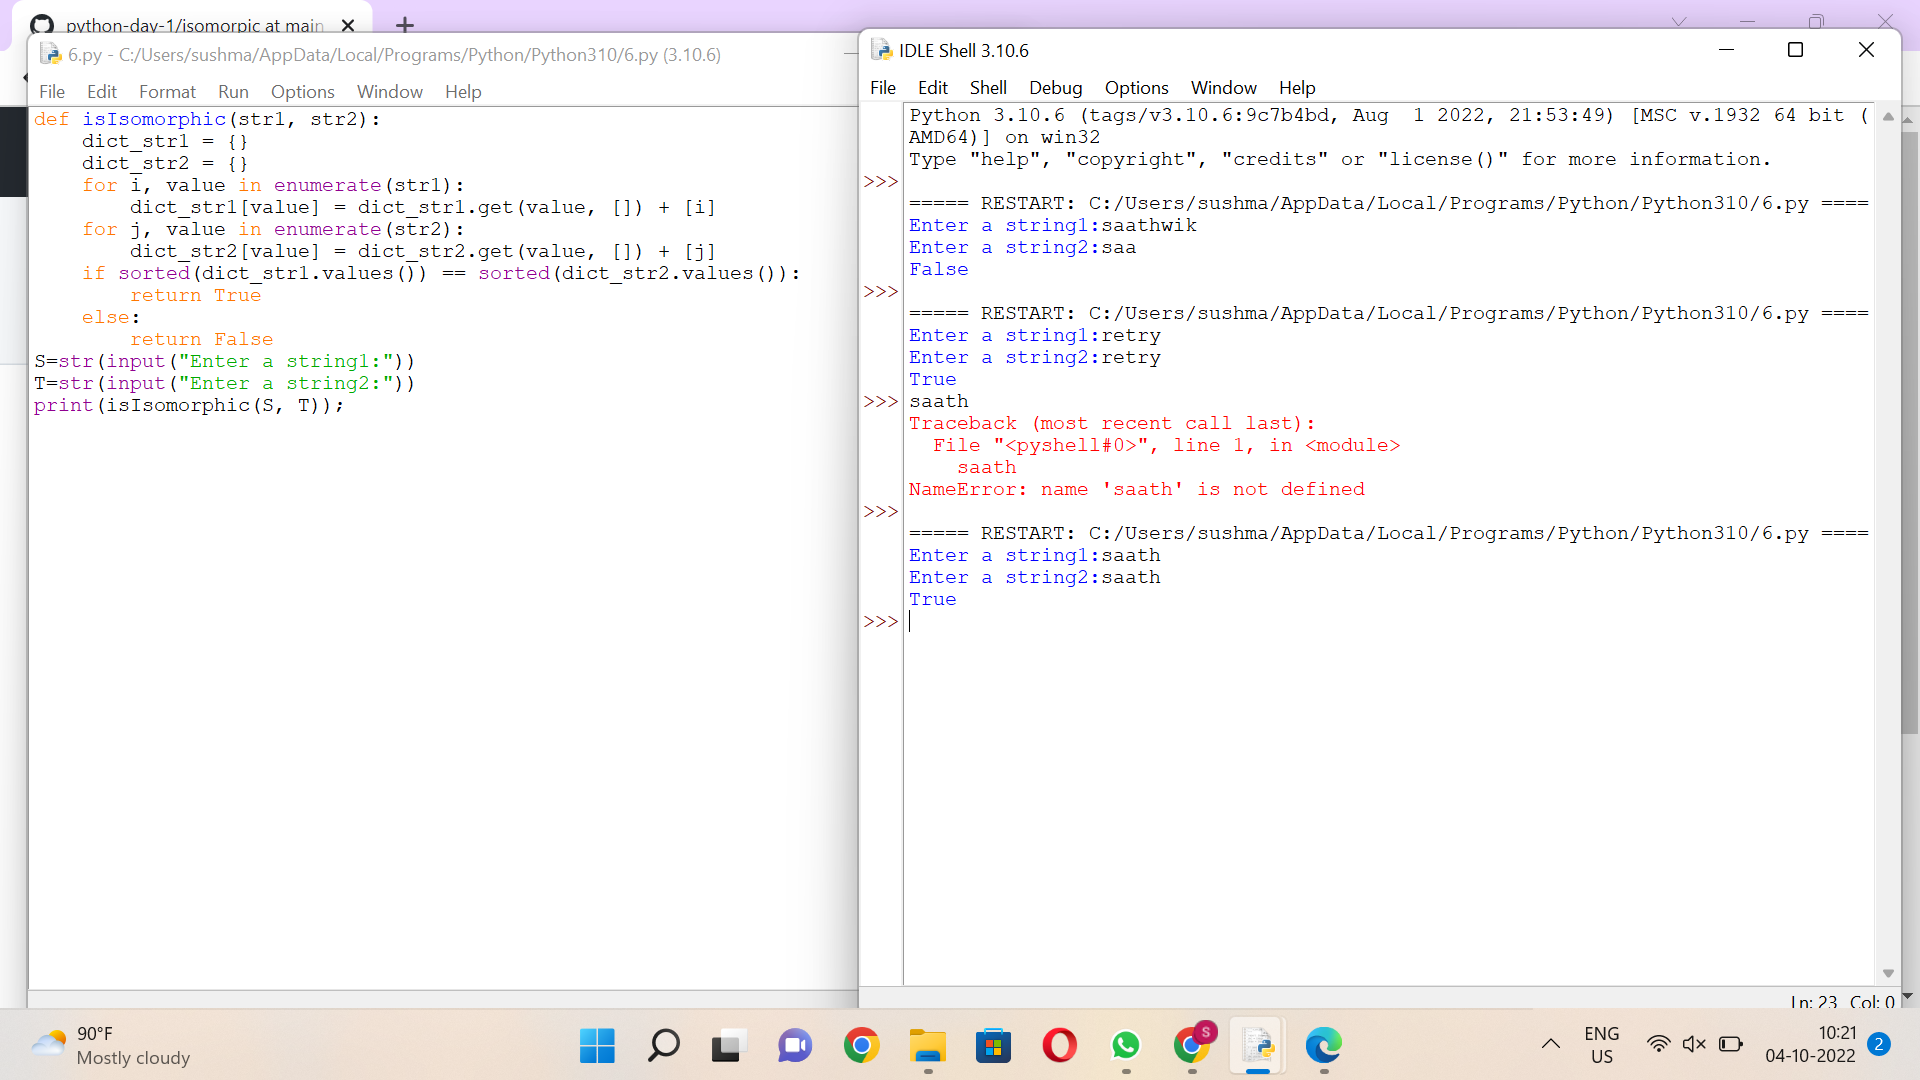 python-day-1/isomorpic at main
6.py - C:/Users/sushma/AppData/Local/Programs/Python/Python310/6.py (3.10.6)
File Edit Format Run Options Window Help
def isIsomorphic(str1, str2):
    dict_str1 = {}
    dict_str2 = {}
    for i, value in enumerate(str1):
        dict_str1[value] = dict_str1.get(value, []) + [i]
    for j, value in enumerate(str2):
        dict_str2[value] = dict_str2.get(value, []) + [j]
    if sorted(dict_str1.values()) == sorted(dict_str2.values()):
        return True
    else:
        return False
S=str(input("Enter a string1:"))
T=str(input("Enter a string2:"))
print(isIsomorphic(S, T));
IDLE Shell 3.10.6
File Edit Shell Debug Options Window Help
Python 3.10.6 (tags/v3.10.6:9c7b4bd, Aug  1 2022, 21:53:49) [MSC v.1932 64 bit (
AMD64)] on win32
Type "help", "copyright", "credits" or "license()" for more information.
>>>
===== RESTART: C:/Users/sushma/AppData/Local/Programs/Python/Python310/6.py ====
Enter a string1:saathwik
Enter a string2:saa
False
>>>
===== RESTART: C:/Users/sushma/AppData/Local/Programs/Python/Python310/6.py ====
Enter a string1:retry
Enter a string2:retry
True
>>> saath
Traceback (most recent call last):
  File "<pyshell#0>", line 1, in <module>
    saath
NameError: name 'saath' is not defined
>>>
===== RESTART: C:/Users/sushma/AppData/Local/Programs/Python/Python310/6.py ====
Enter a string1:saath
Enter a string2:saath
True
>>>
Ln: 23 Col: 0
90°F
Mostly cloudy
S
ENG
US
10:21
04-10-2022
2